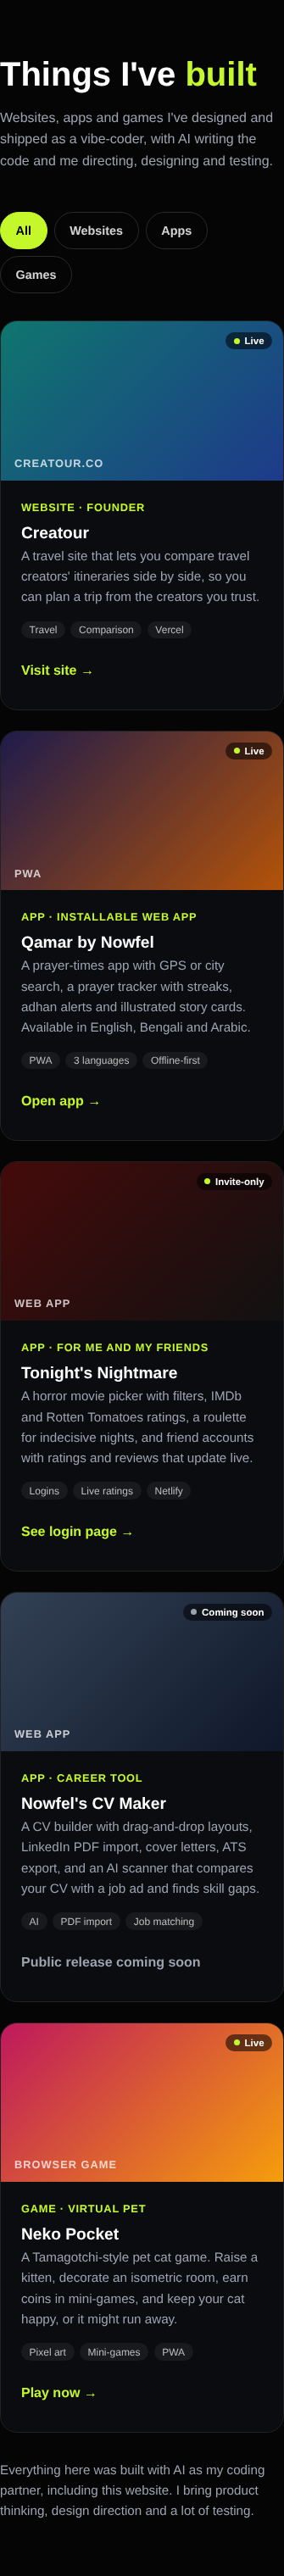 Things I've built
Websites, apps and games I've designed and
shipped as a vibe-coder, with AI writing the
code and me directing, designing and testing.
All
Websites
Apps
Games
Live
CREATOUR.CO
WEBSITE · FOUNDER
Creatour
A travel site that lets you compare travel
creators' itineraries side by side, so you
can plan a trip from the creators you trust.
Travel
Comparison
Vercel
Visit site →
Live
PWA
APP · INSTALLABLE WEB APP
Qamar by Nowfel
A prayer-times app with GPS or city
search, a prayer tracker with streaks,
adhan alerts and illustrated story cards.
Available in English, Bengali and Arabic.
PWA
3 languages
Offline-first
Open app →
Invite-only
WEB APP
APP · FOR ME AND MY FRIENDS
Tonight's Nightmare
A horror movie picker with filters, IMDb
and Rotten Tomatoes ratings, a roulette
for indecisive nights, and friend accounts
with ratings and reviews that update live.
Logins
Live ratings
Netlify
See login page →
Coming soon
WEB APP
APP · CAREER TOOL
Nowfel's CV Maker
A CV builder with drag-and-drop layouts,
LinkedIn PDF import, cover letters, ATS
export, and an AI scanner that compares
your CV with a job ad and finds skill gaps.
AI
PDF import
Job matching
Public release coming soon
Live
BROWSER GAME
GAME · VIRTUAL PET
Neko Pocket
A Tamagotchi-style pet cat game. Raise a
kitten, decorate an isometric room, earn
coins in mini-games, and keep your cat
happy, or it might run away.
Pixel art
Mini-games
PWA
Play now →
Everything here was built with AI as my coding
partner, including this website. I bring product
thinking, design direction and a lot of testing.